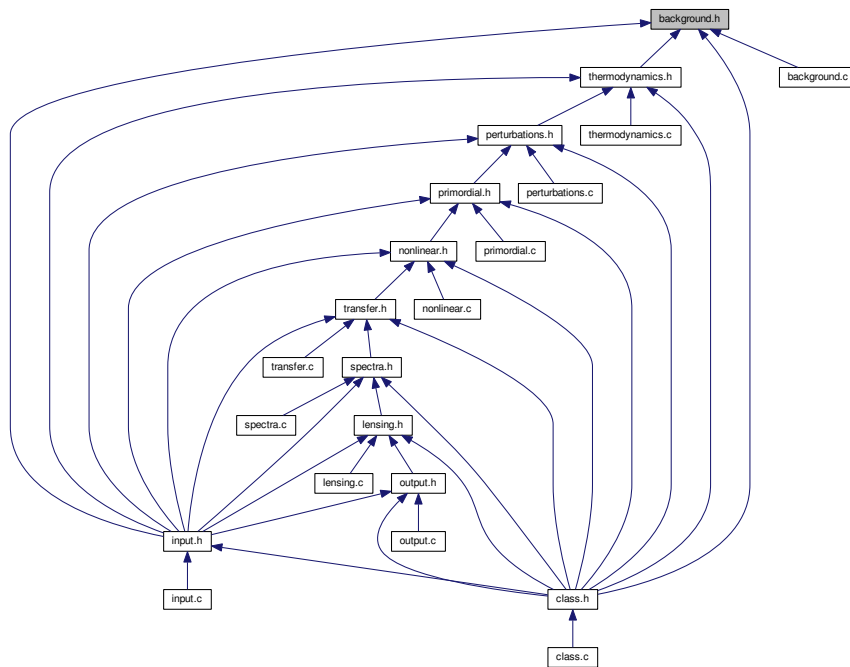 background.h
thermodynamics.h
background.c
perturbations.h
thermodynamics.c
primordial.h
perturbations.c
nonlinear.h
primordial.c
transfer.h
nonlinear.c
transfer.c
spectra.h
spectra.c
lensing.h
lensing.c
output.h
input.h
output.c
input.c
class.h
class.c